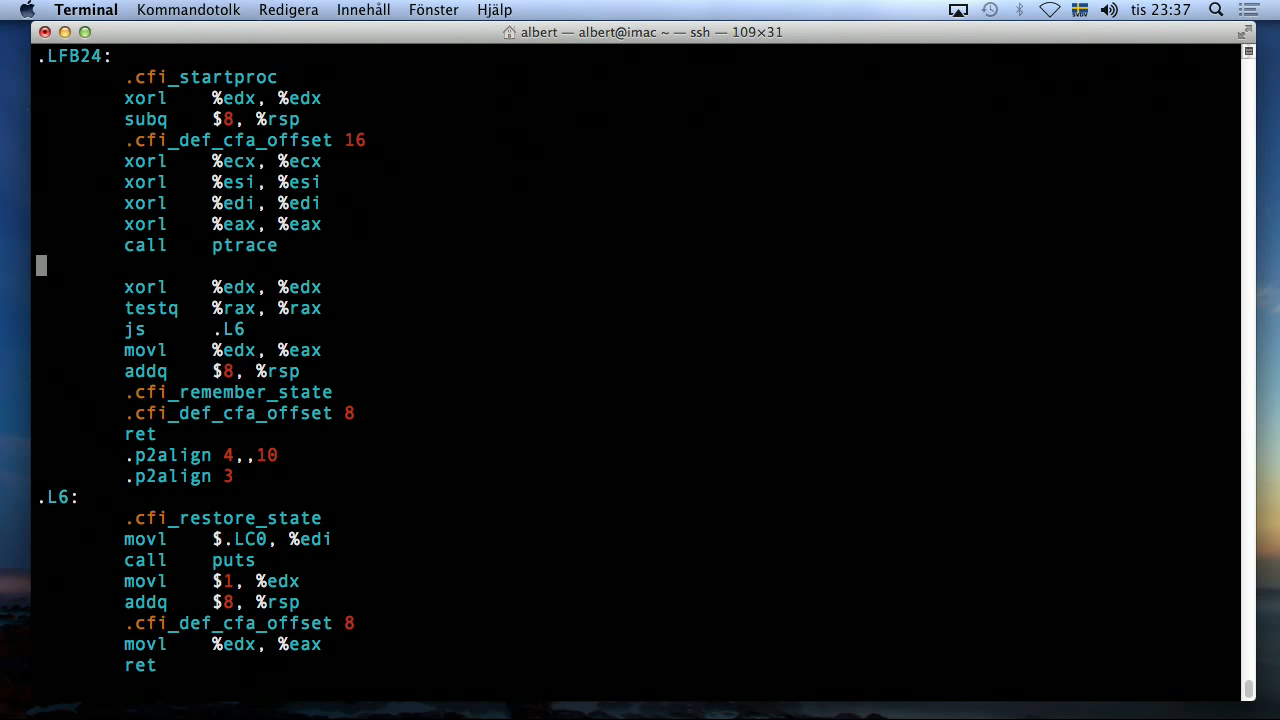 Terminal Kommandotolk Redigera Innehåll Fönster Hjälp tis 23:37
albert — albert@imac ~ — ssh — 109×31
.LFB24:
.cfi_startproc
xorl %edx, %edx
subq $8, %rsp
.cfi_def_cfa_offset 16
xorl %ecx, %ecx
xorl %esi, %esi
xorl %edi, %edi
xorl %eax, %eax
call ptrace
xorl %edx, %edx
testq %rax, %rax
js .L6
movl %edx, %eax
addq $8, %rsp
.cfi_remember_state
.cfi_def_cfa_offset 8
ret
.p2align 4,,10
.p2align 3
.L6:
.cfi_restore_state
movl $.LC0, %edi
call puts
movl $1, %edx
addq $8, %rsp
.cfi_def_cfa_offset 8
movl %edx, %eax
ret